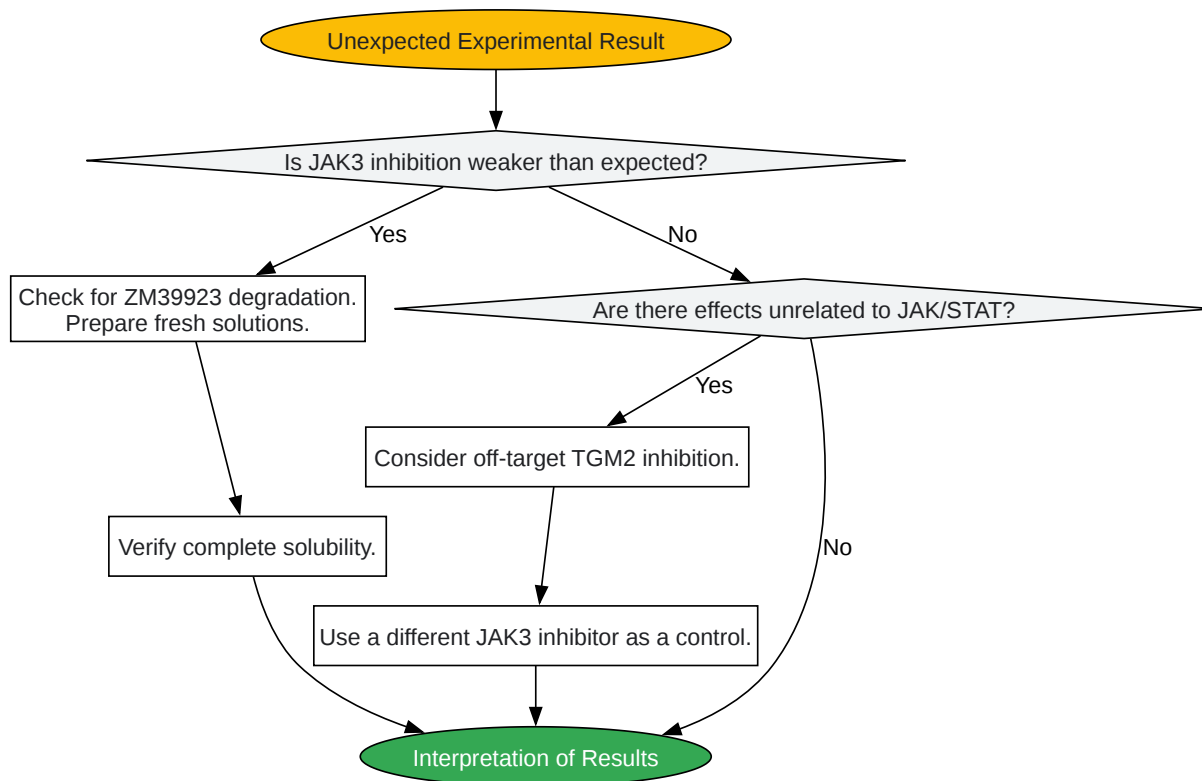 Unexpected Experimental Result
Is JAK3 inhibition weaker than expected?
Yes
No
Check for ZM39923 degradation.
Prepare fresh solutions.
Are there effects unrelated to JAK/STAT?
Yes
Consider off-target TGM2 inhibition.
Verify complete solubility.
No
Use a different JAK3 inhibitor as a control.
Interpretation of Results